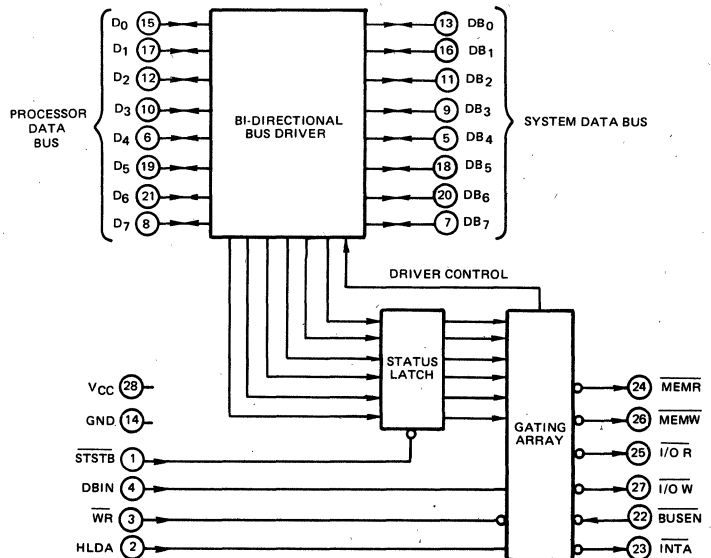 D0 15
D1 17
D2 12
D3 10
D4 6
D5 19
D6 21
D7 8
PROCESSOR
DATA
BUS
BI-DIRECTIONAL
BUS DRIVER
13 DB0
16 DB1
11 DB2
9 DB3
5 DB4
18 DB5
20 DB6
7 DB7
SYSTEM DATA BUS
DRIVER CONTROL
STATUS
LATCH
GATING
ARRAY
VCC 28
GND 14
STSTB 1
DBIN 4
WR 3
HLDA 2
24 MEMR
26 MEMW
25 I/O R
27 I/O W
22 BUSEN
23 INTA